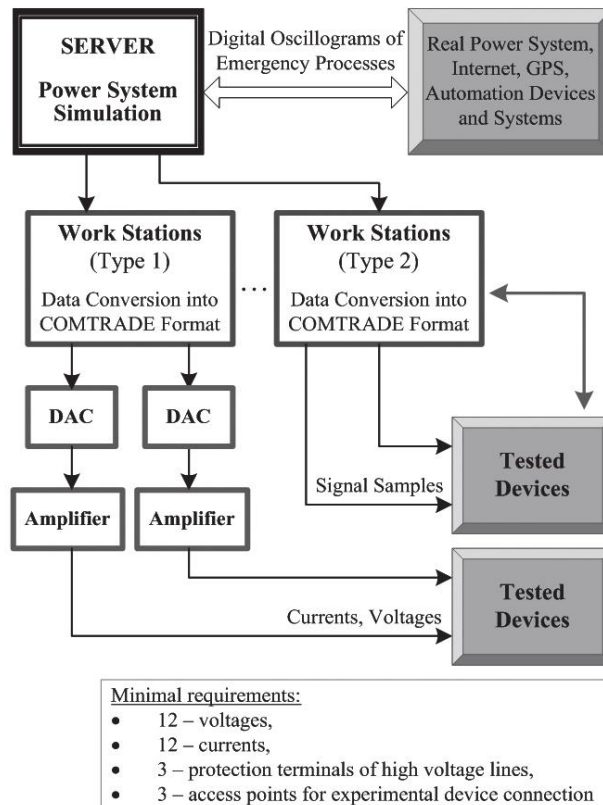 SERVER
Power System
Simulation
Digital Oscillograms of
Emergency Processes
Real Power System,
Internet, GPS,
Automation Devices
and Systems
Work Stations
(Type 1)
Data Conversion into
COMTRADE Format
...
Work Stations
(Type 2)
Data Conversion into
COMTRADE Format
DAC
DAC
Amplifier
Amplifier
Signal Samples
Tested
Devices
Currents, Voltages
Tested
Devices
Minimal requirements:
• 12 – voltages,
• 12 – currents,
• 3 – protection terminals of high voltage lines,
• 3 – access points for experimental device connection